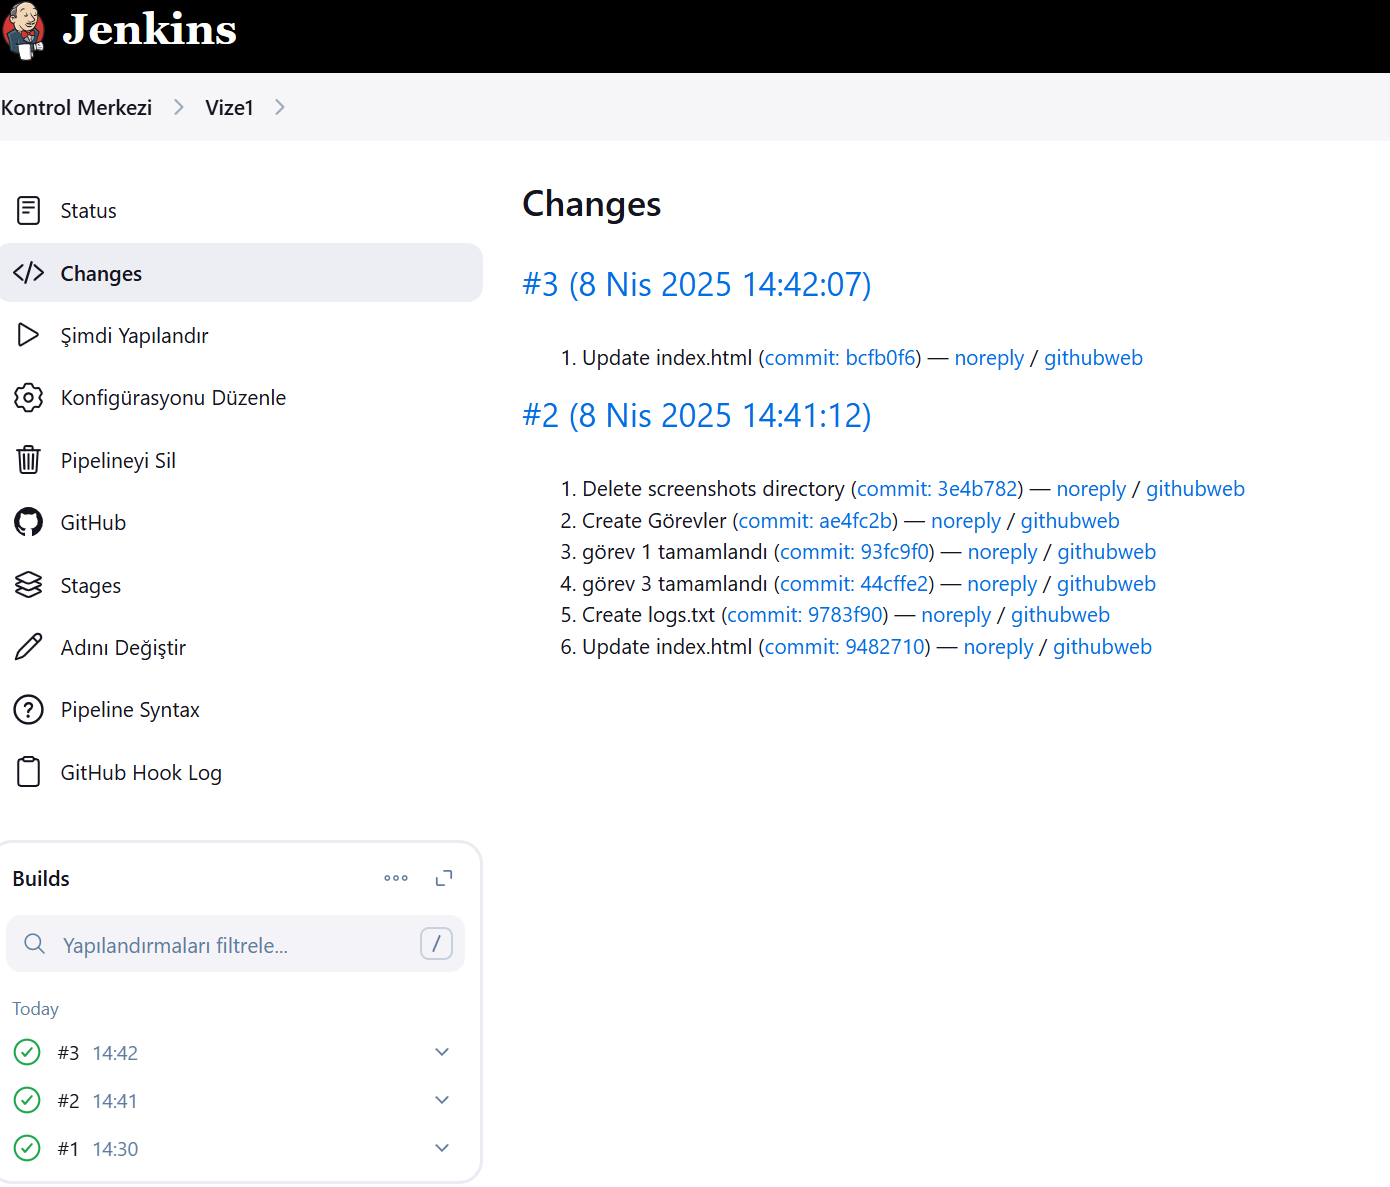 Jenkins
Kontrol Merkezi
Vize1
Status
Changes
Şimdi Yapılandır
Konfigürasyonu Düzenle
Pipelineyi Sil
GitHub
Stages
Adını Değiştir
Pipeline Syntax
GitHub Hook Log
Builds
Yapılandırmaları filtrele... /
Today
#3 14:42
#2 14:41
#1 14:30
Changes
#3 (8 Nis 2025 14:42:07)
1. Update index.html (commit: bcfb0f6) — noreply / githubweb
#2 (8 Nis 2025 14:41:12)
1. Delete screenshots directory (commit: 3e4b782) — noreply / githubweb
2. Create Görevler (commit: ae4fc2b) — noreply / githubweb
3. görev 1 tamamlandı (commit: 93fc9f0) — noreply / githubweb
4. görev 3 tamamlandı (commit: 44cffe2) — noreply / githubweb
5. Create logs.txt (commit: 9783f90) — noreply / githubweb
6. Update index.html (commit: 9482710) — noreply / githubweb